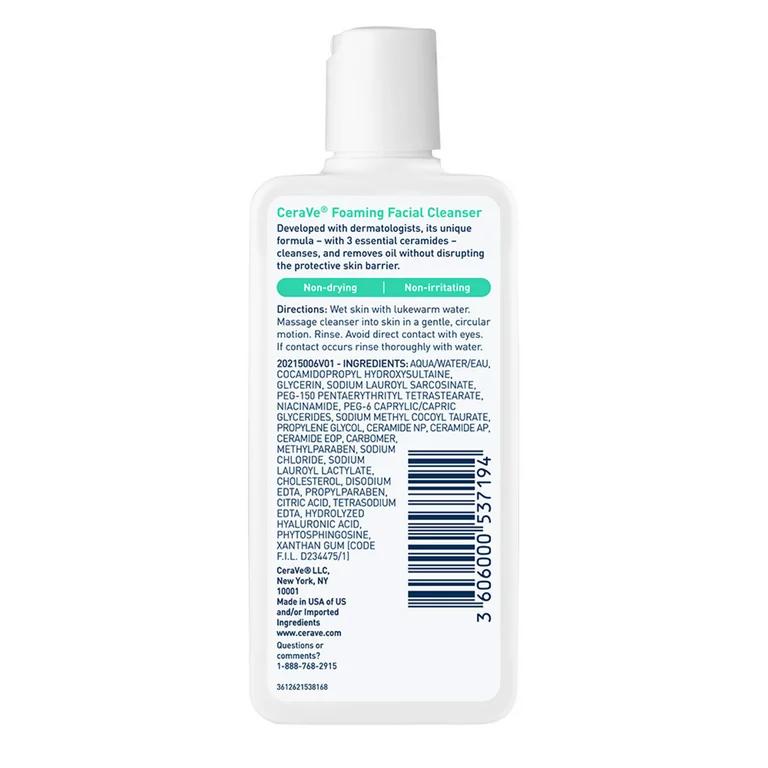 CeraVe® Foaming Facial Cleanser
Developed with dermatologists, its unique
formula – with 3 essential ceramides –
cleanses, and removes oil without disrupting
the protective skin barrier.
Non-drying | Non-irritating
Directions: Wet skin with lukewarm water.
Massage cleanser into skin in a gentle, circular
motion. Rinse. Avoid direct contact with eyes.
If contact occurs rinse thoroughly with water.
20215006V01 - INGREDIENTS: AQUA/WATER/EAU,
COCAMIDOPROPYL HYDROXYSULTAINE,
GLYCERIN, SODIUM LAUROYL SARCOSINATE,
PEG-150 PENTAERYTHRITYL TETRASTEARATE,
NIACINAMIDE, PEG-6 CAPRYLIC/CAPRIC
GLYCERIDES, SODIUM METHYL COCOYL TAURATE,
PROPYLENE GLYCOL, CERAMIDE NP, CERAMIDE AP,
CERAMIDE EOP, CARBOMER,
METHYLPARABEN, SODIUM
CHLORIDE, SODIUM
LAUROYL LACTYLATE,
CHOLESTEROL, DISODIUM
EDTA, PROPYLPARABEN,
CITRIC ACID, TETRASODIUM
EDTA, HYDROLYZED
HYALURONIC ACID,
PHYTOSPHINGOSINE,
XANTHAN GUM [CODE
F.I.L. D234475/1]
CeraVe® LLC,
New York, NY
10001
Made in USA of US
and/or Imported
Ingredients
www.cerave.com
Questions or
comments?
1-888-768-2915
3612621538168
3 606000 537194